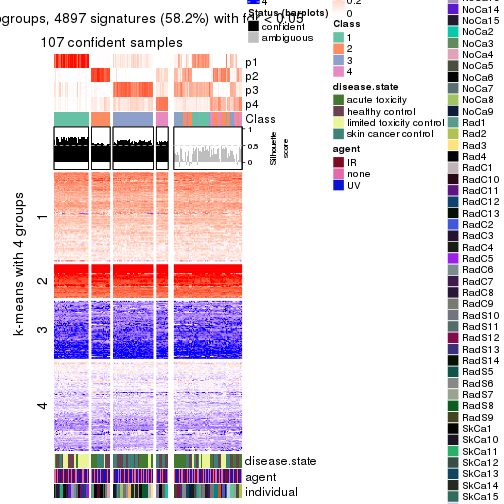 groups, 4897 signatures (58.2%) with fdr < 0.05
107 confident samples
p1
p2
p3
p4
Class
1
0.5
0
Silhouette
score
k-means with 4 groups
1
2
3
4
disease.state
agent
individual
4
Status (barplots)
confident
ambiguous
0.2
0
Class
1
2
3
4
disease.state
acute toxicity
healthy control
limited toxicity control
skin cancer control
agent
IR
none
UV
NoCa14
NoCa15
NoCa2
NoCa3
NoCa4
NoCa5
NoCa6
NoCa7
NoCa8
NoCa9
Rad1
Rad2
Rad3
Rad4
RadC1
RadC10
RadC11
RadC12
RadC13
RadC2
RadC3
RadC4
RadC5
RadC6
RadC7
RadC8
RadC9
RadS10
RadS11
RadS12
RadS13
RadS14
RadS5
RadS6
RadS7
RadS8
RadS9
SkCa1
SkCa10
SkCa11
SkCa12
SkCa13
SkCa14